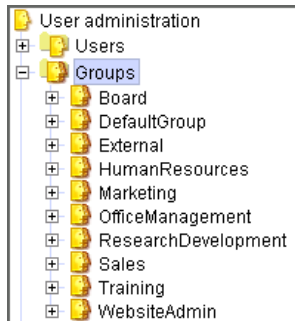 User administration
Users
Groups
Board
DefaultGroup
External
HumanResources
Marketing
OfficeManagement
ResearchDevelopment
Sales
Training
WebsiteAdmin